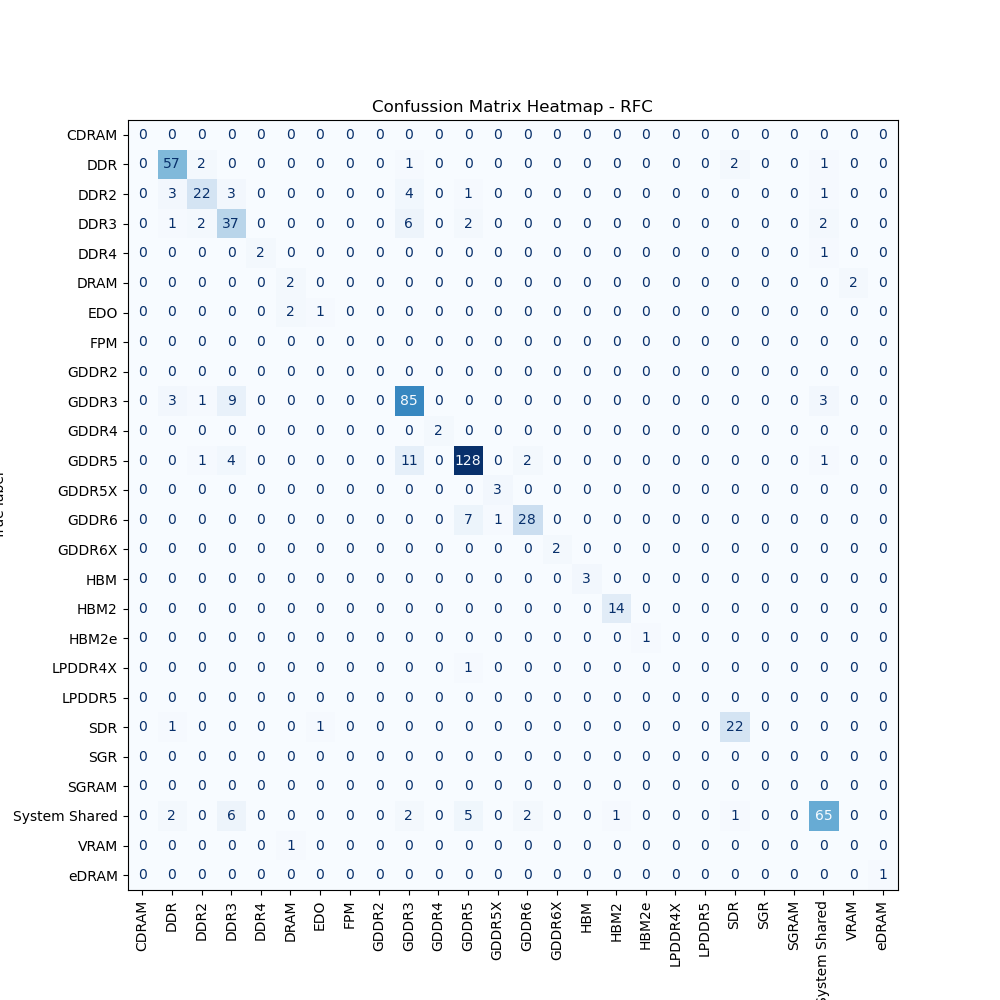 Confussion Matrix Heatmap - RFC
CDRAM 0 0 0 0 0 0 0 0 0 0 0 0 0 0 0 0 0 0 0 0 0 0 0 0 0 0
DDR 0 57 2 0 0 0 0 0 0 1 0 0 0 0 0 0 0 0 0 0 2 0 0 1 0 0
DDR2 0 3 22 3 0 0 0 0 0 4 0 1 0 0 0 0 0 0 0 0 0 0 0 1 0 0
DDR3 0 1 2 37 0 0 0 0 0 6 0 2 0 0 0 0 0 0 0 0 0 0 0 2 0 0
DDR4 0 0 0 0 2 0 0 0 0 0 0 0 0 0 0 0 0 0 0 0 0 0 0 1 0 0
DRAM 0 0 0 0 0 2 0 0 0 0 0 0 0 0 0 0 0 0 0 0 0 0 0 0 2 0
EDO 0 0 0 0 0 2 1 0 0 0 0 0 0 0 0 0 0 0 0 0 0 0 0 0 0 0
FPM 0 0 0 0 0 0 0 0 0 0 0 0 0 0 0 0 0 0 0 0 0 0 0 0 0 0
GDDR2 0 0 0 0 0 0 0 0 0 0 0 0 0 0 0 0 0 0 0 0 0 0 0 0 0 0
GDDR3 0 3 1 9 0 0 0 0 0 85 0 0 0 0 0 0 0 0 0 0 0 0 0 3 0 0
GDDR4 0 0 0 0 0 0 0 0 0 0 2 0 0 0 0 0 0 0 0 0 0 0 0 0 0 0
GDDR5 0 0 1 4 0 0 0 0 0 11 0 128 0 2 0 0 0 0 0 0 0 0 0 1 0 0
GDDR5X 0 0 0 0 0 0 0 0 0 0 0 0 3 0 0 0 0 0 0 0 0 0 0 0 0 0
GDDR6 0 0 0 0 0 0 0 0 0 0 0 7 1 28 0 0 0 0 0 0 0 0 0 0 0 0
GDDR6X 0 0 0 0 0 0 0 0 0 0 0 0 0 0 2 0 0 0 0 0 0 0 0 0 0 0
HBM 0 0 0 0 0 0 0 0 0 0 0 0 0 0 0 3 0 0 0 0 0 0 0 0 0 0
HBM2 0 0 0 0 0 0 0 0 0 0 0 0 0 0 0 0 14 0 0 0 0 0 0 0 0 0
HBM2e 0 0 0 0 0 0 0 0 0 0 0 0 0 0 0 0 0 1 0 0 0 0 0 0 0 0
LPDDR4X 0 0 0 0 0 0 0 0 0 0 0 1 0 0 0 0 0 0 0 0 0 0 0 0 0 0
LPDDR5 0 0 0 0 0 0 0 0 0 0 0 0 0 0 0 0 0 0 0 0 0 0 0 0 0 0
SDR 0 1 0 0 0 0 1 0 0 0 0 0 0 0 0 0 0 0 0 0 22 0 0 0 0 0
SGR 0 0 0 0 0 0 0 0 0 0 0 0 0 0 0 0 0 0 0 0 0 0 0 0 0 0
SGRAM 0 0 0 0 0 0 0 0 0 0 0 0 0 0 0 0 0 0 0 0 0 0 0 0 0 0
System Shared 0 2 0 6 0 0 0 0 0 2 0 5 0 2 0 0 1 0 0 0 1 0 0 65 0 0
VRAM 0 0 0 0 0 1 0 0 0 0 0 0 0 0 0 0 0 0 0 0 0 0 0 0 0 0
eDRAM 0 0 0 0 0 0 0 0 0 0 0 0 0 0 0 0 0 0 0 0 0 0 0 0 0 1
CDRAM
DDR
DDR2
DDR3
DDR4
DRAM
EDO
FPM
GDDR2
GDDR3
GDDR4
GDDR5
GDDR5X
GDDR6
GDDR6X
HBM
HBM2
HBM2e
LPDDR4X
LPDDR5
SDR
SGR
SGRAM
System Shared
VRAM
eDRAM